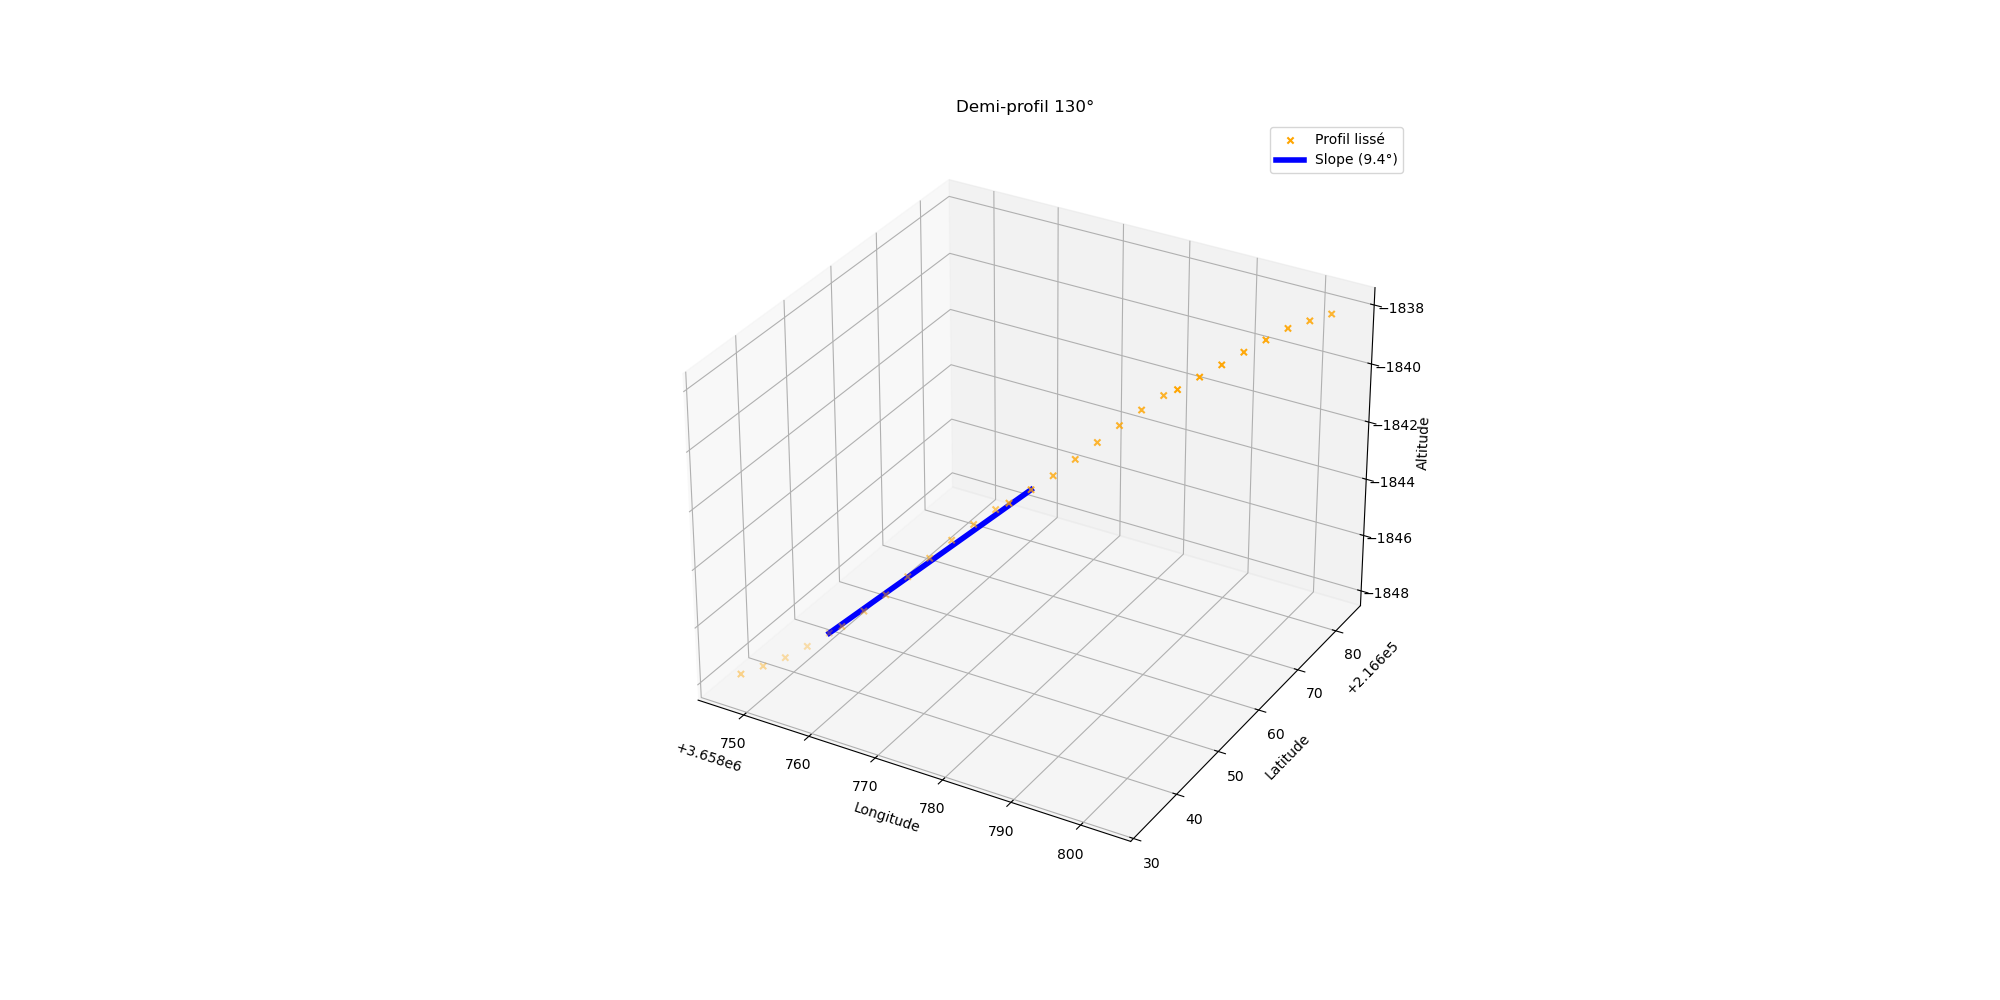 Demi-profil 130°
Profil lissé
Slope (9.4°)
−1838
−1840
−1842
−1844
−1846
−1848
Altitude
80
70
60
50
40
30
+2.166e5
Latitude
750
760
770
780
790
800
+3.658e6
Longitude